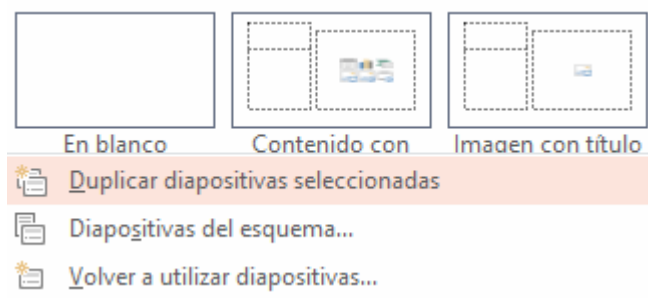 En blanco
Contenido con
Imagen con título
Duplicar diapositivas seleccionadas
Diapositivas del esquema...
Volver a utilizar diapositivas...